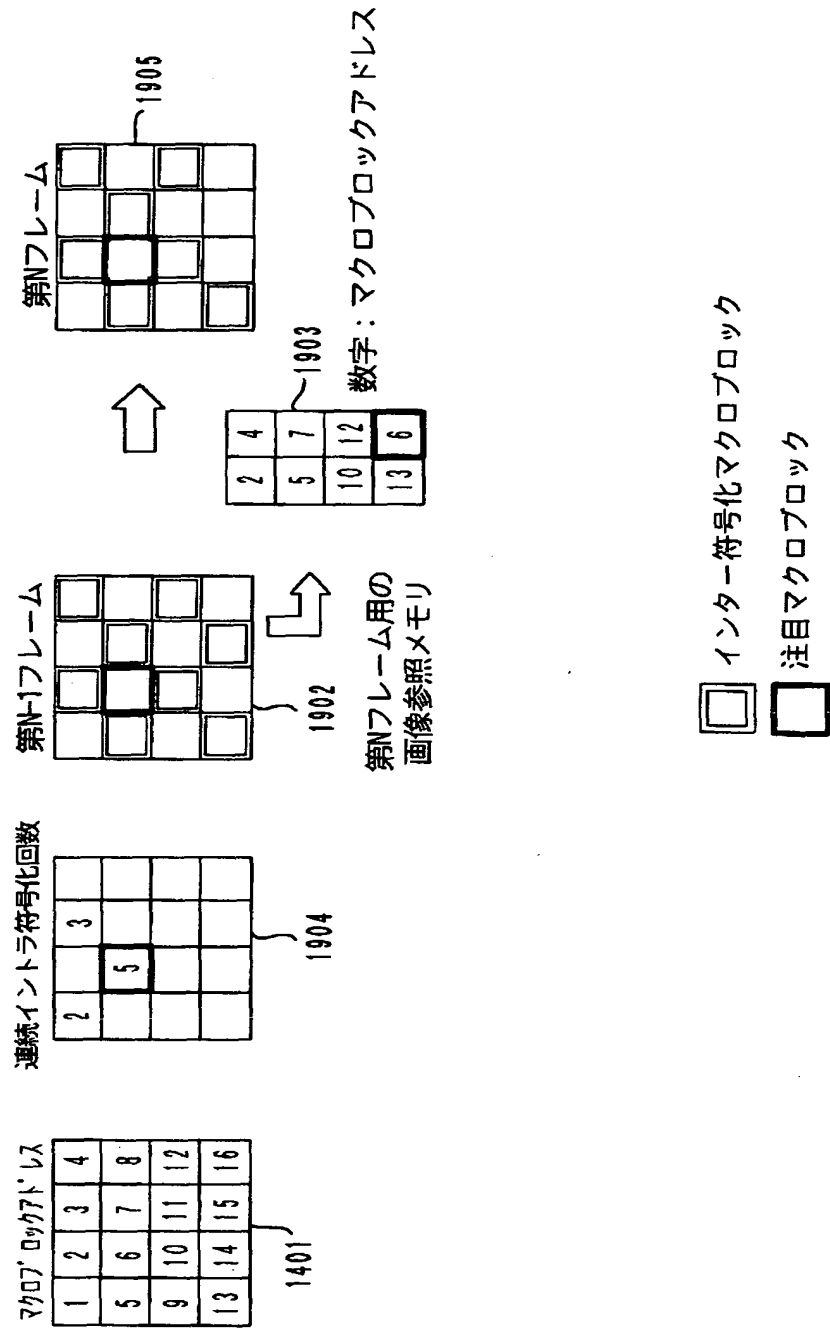 マクロブロックアドレス
1 2 3 4
5 6 7 8
9 10 11 12
13 14 15 16
1401
連続イントラ符号化回数
2 3
5
1904
第N-1フレーム
1902
第Nフレーム用の
画像参照メモリ
2 4
5 7
10 12
13 6
1903
数字：マクロブロックアドレス
第Nフレーム
1905
インター符号化マクロブロック
注目マクロブロック